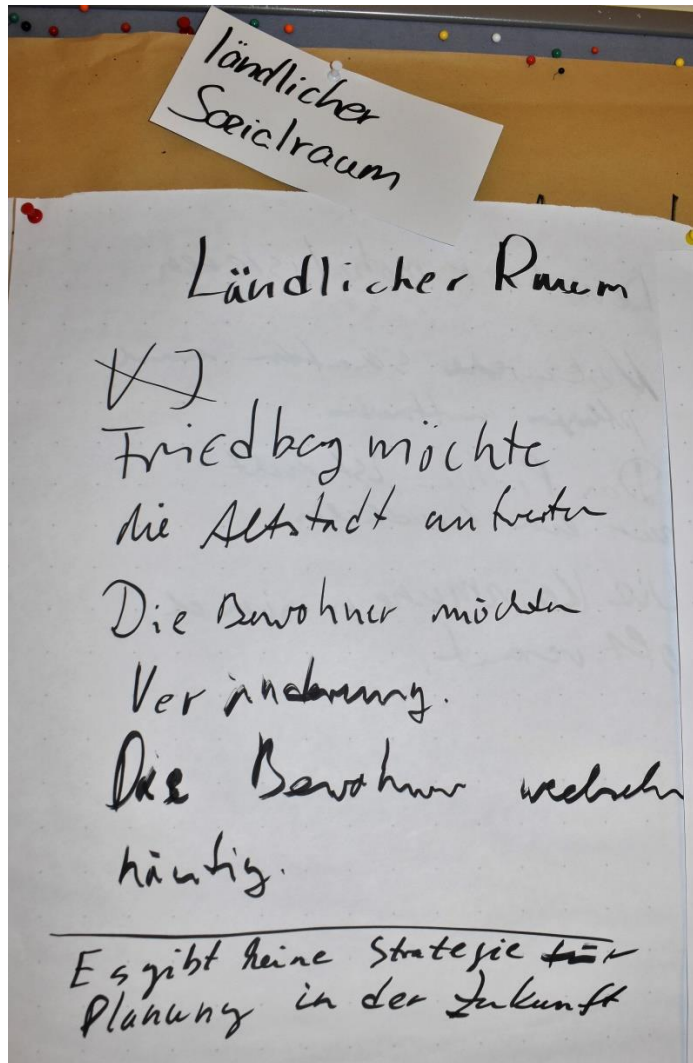 ländlicher
Sozialraum
Ländlicher Raum
Friedberg möchte
die Altstadt
Die Bewohner möchten
Veränderung.
Die Bewohner wechseln
häufig.
Es gibt keine Strategie für
Planung in der Zukunft